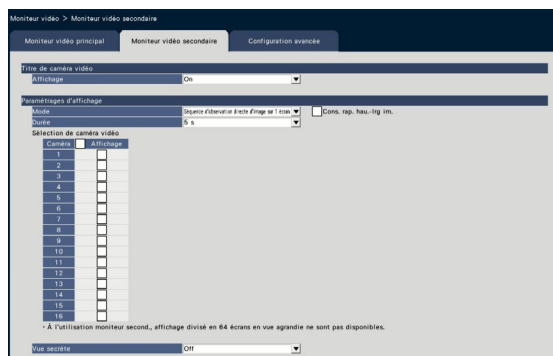 Moniteur vidéo > Moniteur vidéo secondaire
Moniteur vidéo principal Moniteur vidéo secondaire Configuration avancée
Titre de caméra vidéo
Affichage On
Paramétrages d'affichage
Mode Séquence d'observation directe d'image sur 1 écran Cons. rap. hau.-lrg im.
Durée 5 s
Sélection de caméra vidéo
Caméra Affichage
1
2
3
4
5
6
7
8
9
10
11
12
13
14
15
16
· À l'utilisation moniteur second., affichage divisé en 64 écrans en vue agrandie ne sont pas disponibles.
Vue secrète Off